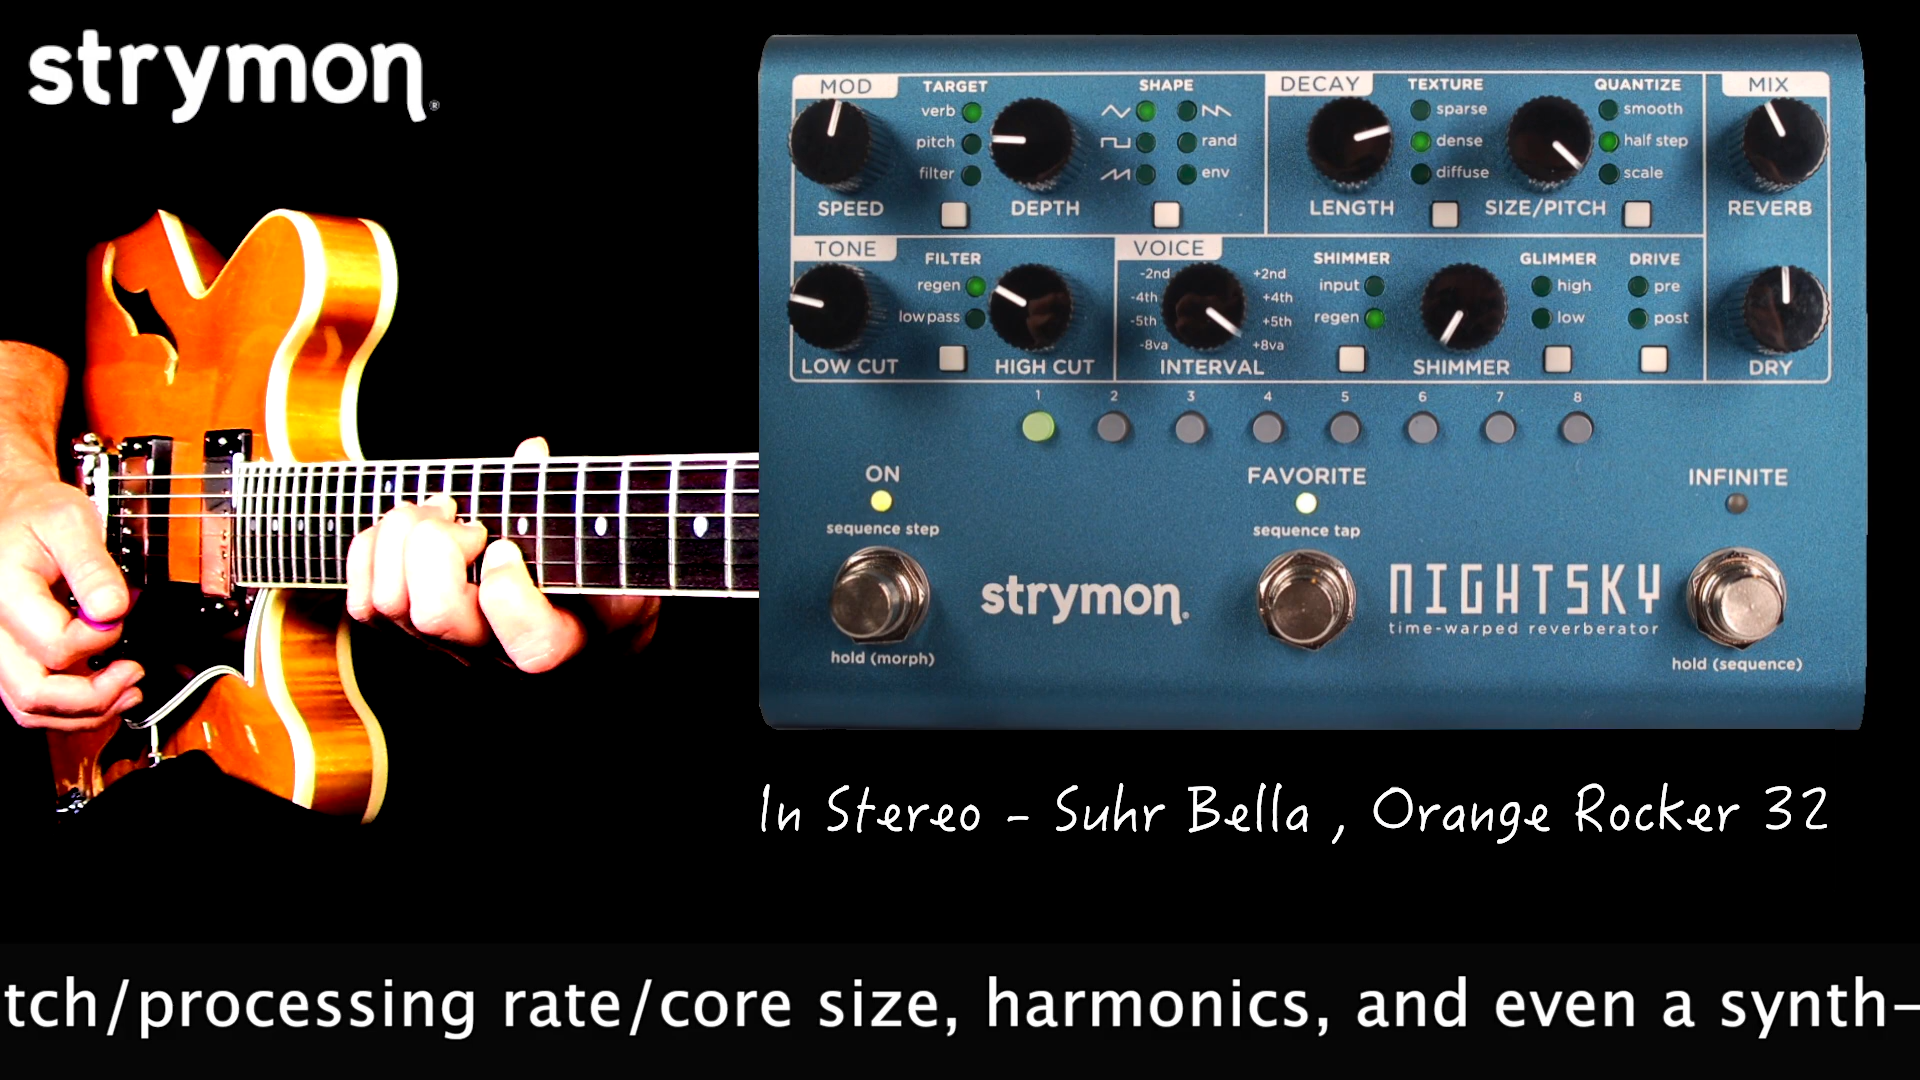 strymon®
MOD
TARGET
verb
pitch
filter
SPEED
DEPTH
SHAPE
rand
env
DECAY
TEXTURE
sparse
dense
diffuse
LENGTH
SIZE/PITCH
QUANTIZE
smooth
half step
scale
MIX
REVERB
TONE
FILTER
regen
lowpass
LOW CUT
HIGH CUT
VOICE
-2nd +2nd
-4th +4th
-5th +5th
-8va +8va
INTERVAL
SHIMMER
input
regen
SHIMMER
GLIMMER
high
low
DRIVE
pre
post
DRY
1 2 3 4 5 6 7 8
ON
sequence step
hold (morph)
FAVORITE
sequence tap
INFINITE
hold (sequence)
strymon®
NIGHTSKY
time-warped reverberator
In Stereo - Suhr Bella , Orange Rocker 32
tch/processing rate/core size, harmonics, and even a synth-